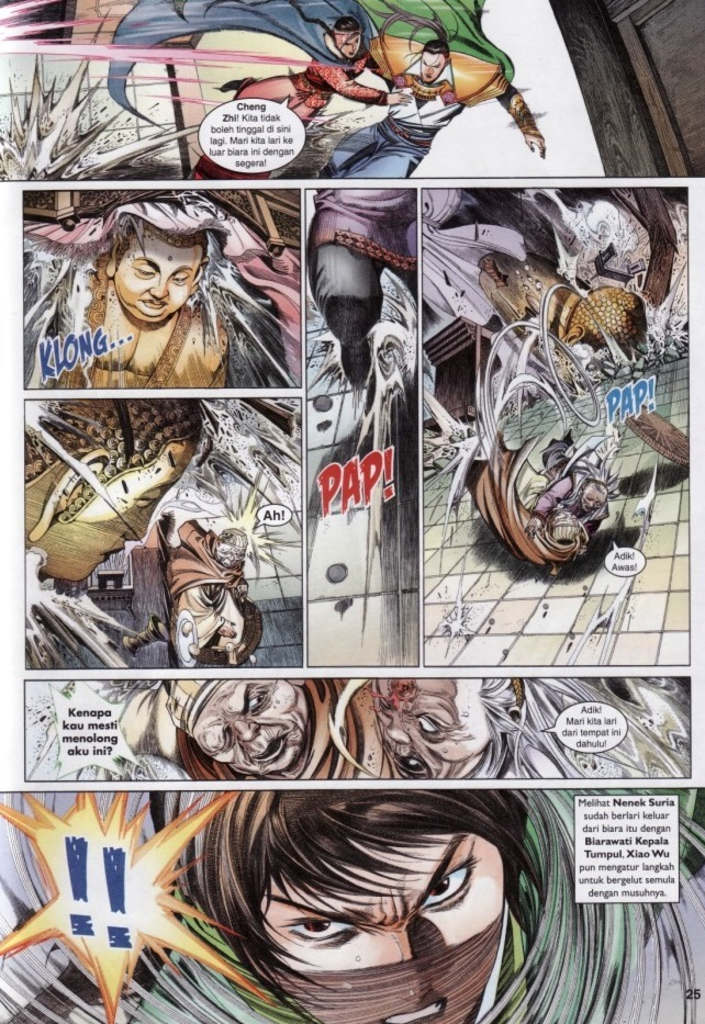 Cheng
Zhi! Kita tidak
boleh tinggal di sini
lagi. Mari kita lari ke
luar biara ini dengan
segera!
KLONG...
PAP!
PAP!
Ah!
Adik!
Awas!
Kenapa
kau mesti
menolong
aku ini?
Adik!
Mari kita lari
dari tempat ini
dahulu!
Melihat Nenek Suria
sudah berlari keluar
dari biara itu dengan
Biarawati Kepala
Tumpul, Xiao Wu
pun mengatur langkah
untuk bergelut semula
dengan musuhnya.
!!
25